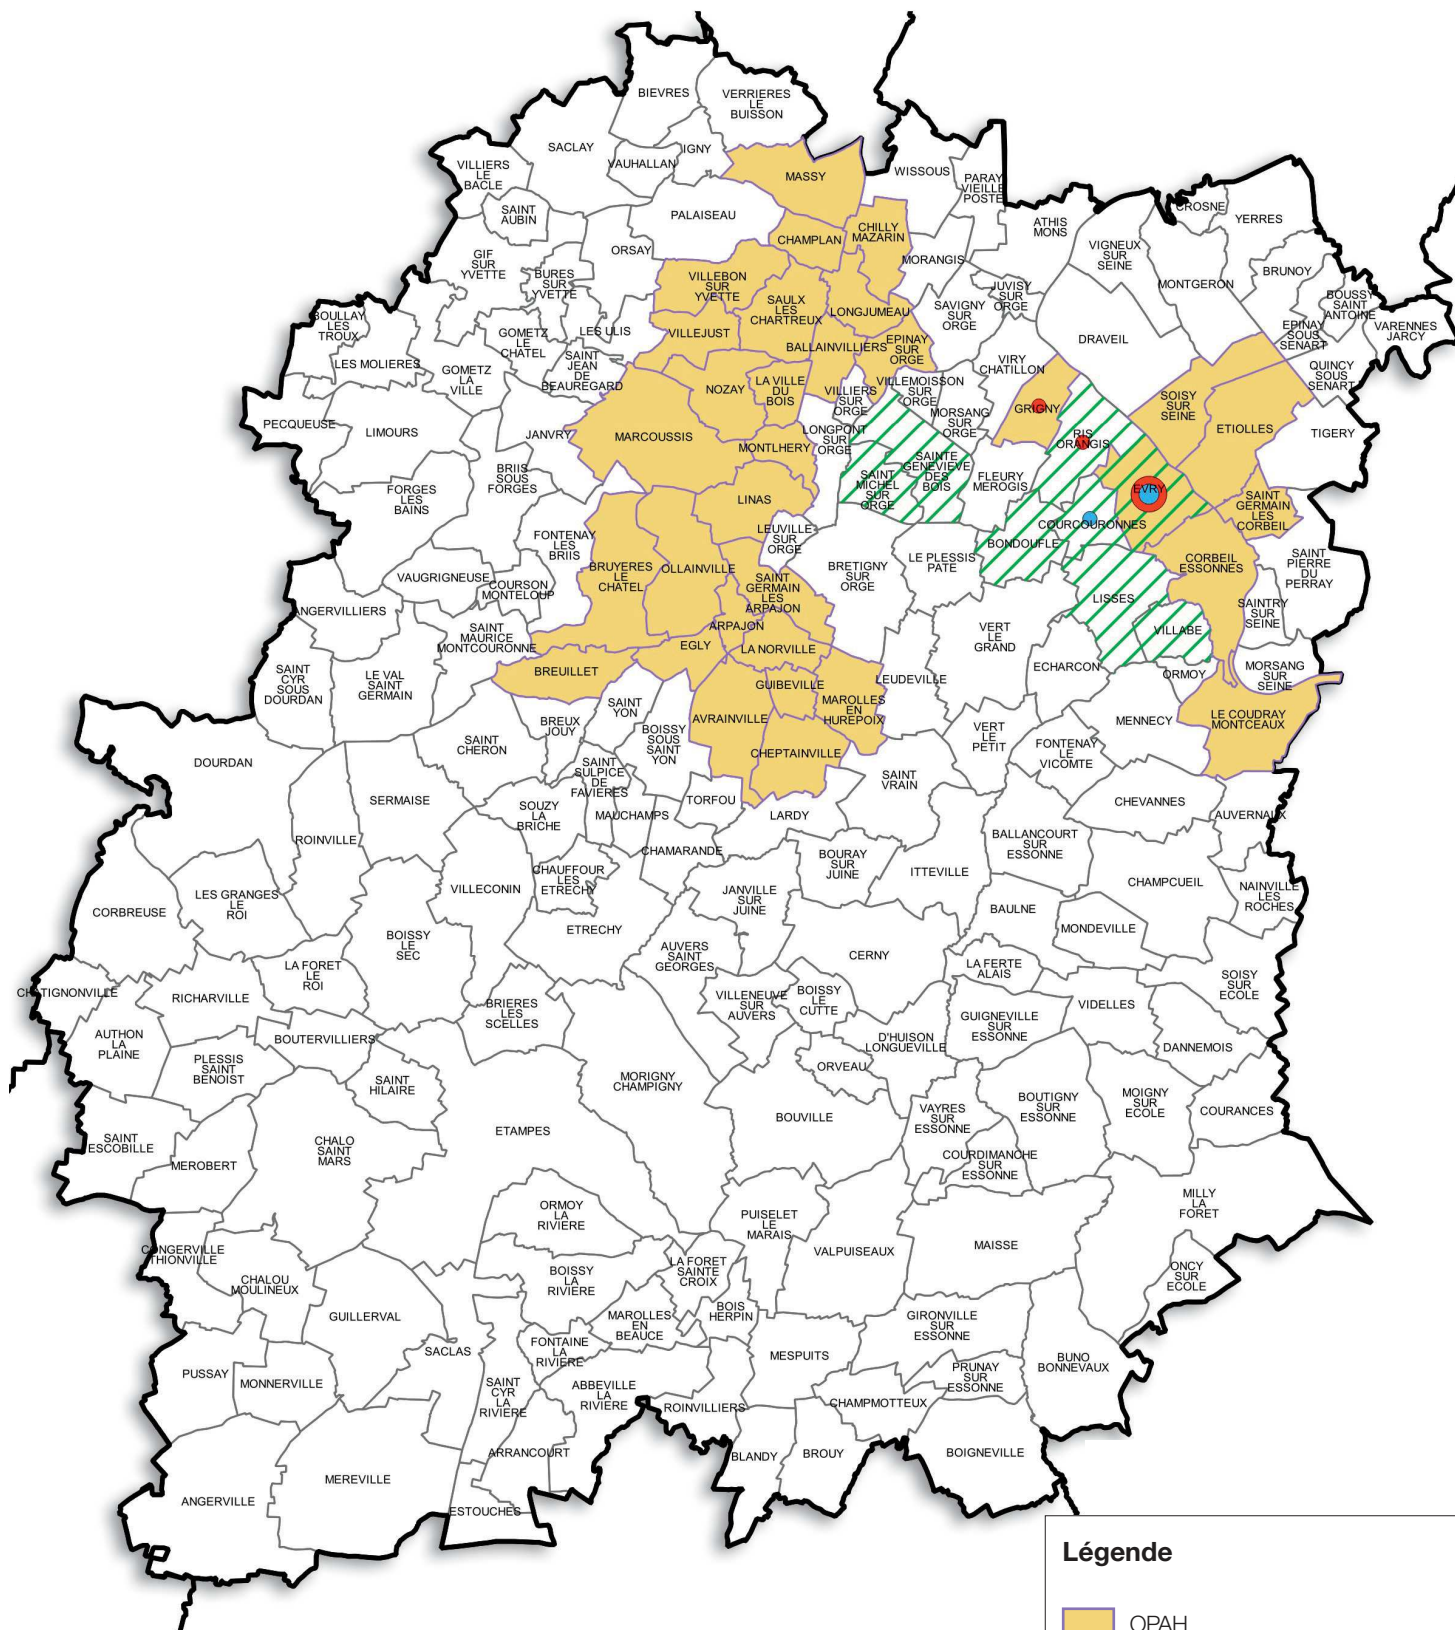 BIEVRES
VERRIERES
LE
BUISSON
SACLAY
IGNY
VAUHALLAN
VILLIERS
LE
BACLE
MASSY
WISSOUS
PARAY
VIEILLE
POSTE
SAINT
AUBIN
PALAISEAU
CROSNE
YERRES
ATHIS
MONS
CHAMPLAN
CHILLY
MAZARIN
ORSAY
VIGNEUX
SUR
SEINE
GIF
SUR
YVETTE
MORANGIS
BRUNOY
BURES
SUR
YVETTE
VILLEBON
SUR
YVETTE
MONTGERON
JUVISY
SUR
ORGE
BOUSSY
SAINT
ANTOINE
SAULX
LES
CHARTREUX
LONGJUMEAU
SAVIGNY
SUR
ORGE
BOULLAY
LES
TROUX
LES ULIS
VILLEJUST
EPINAY
SOUS
SENART
VARENNES
JARCY
GOMETZ
LE
CHATEL
BALLAINVILLIERS
EPINAY
SUR
ORGE
DRAVEIL
LES MOLIERES
SAINT
JEAN
DE
BEAUREGARD
VIRY
CHATILLON
QUINCY
SOUS
SENART
GOMETZ
LA
VILLE
NOZAY
LA VILLE
DU
BOIS
VILLIERS
SUR
ORGE
VILLEMOISSON
SUR
ORGE
SOISY
SUR
SEINE
GRIGNY
MORSANG
SUR
ORGE
PECQUEUSE
LIMOURS
JANVRY
MARCOUSSIS
LONGPONT
SUR
ORGE
RIS
ORANGIS
ETIOLLES
TIGERY
MONTLHERY
SAINTE
GENEVIEVE
DES
BOIS
BRIIS
SOUS
FORGES
SAINT
MICHEL
SUR
ORGE
FLEURY
MEROGIS
FORGES
LES
BAINS
LINAS
EVRY
SAINT
GERMAIN
LES
CORBEIL
LEUVILLE
SUR
ORGE
COURCOURONNES
FONTENAY
LES
BRIIS
BONDOUFLE
BRUYERES
LE
CHATEL
OLLAINVILLE
BRETIGNY
SUR
ORGE
LE PLESSIS
PATE
CORBEIL
ESSONNES
SAINT
PIERRE
DU
PERRAY
VAUGRIGNEUSE
COURSON
MONTELOUP
SAINT
GERMAIN
LES
ARPAJON
LISSES
ANGERVILLIERS
SAINTRY
SUR
SEINE
SAINT
MAURICE
MONTCOURONNE
ARPAJON
VERT
LE
GRAND
VILLABE
EGLY
LA NORVILLE
ECHARCON
SAINT
CYR
SOUS
DOURDAN
LE VAL
SAINT
GERMAIN
BREUILLET
GUIBEVILLE
LEUDEVILLE
ORMOY
MORSANG
SUR
SEINE
SAINT
YON
MAROLLES
EN
HUREPOIX
BREUX
JOUY
AVRAINVILLE
LE COUDRAY
MONTCEAUX
MENNECY
SAINT
CHERON
BOISSY
SOUS
SAINT
YON
VERT
LE
PETIT
FONTENAY
LE
VICOMTE
DOURDAN
CHEPTAINVILLE
SAINT
SULPICE
DE
FAVIERES
SAINT
VRAIN
SERMAISE
SOUZY
LA
BRICHE
TORFOU
CHEVANNES
MAUCHAMPS
LARDY
AUVERNAUX
ROINVILLE
BALLANCOURT
SUR
ESSONNE
CHAMARANDE
BOURAY
SUR
JUINE
ITTEVILLE
CHAUFFOUR
LES
ETRECHY
VILLECONIN
CHAMPCUEIL
NAINVILLE
LES
ROCHES
LES GRANGES
LE
ROI
JANVILLE
SUR
JUINE
CORBREUSE
BAULNE
ETRECHY
MONDEVILLE
BOISSY
LE
SEC
AUVERS
SAINT
GEORGES
CERNY
LA FORET
LE
ROI
LA FERTE
ALAIS
SOISY
SUR
ECOLE
CHATIGNONVILLE
RICHARVILLE
VILLENEUVE
SUR
AUVERS
BOISSY
LE
CUTTE
BRIERES
LES
SCELLES
VIDELLES
GUIGNEVILLE
SUR
ESSONNE
AUTHON
LA
PLAINE
BOUTERVILLIERS
D'HUISON
LONGUEVILLE
DANNEMOIS
PLESSIS
SAINT
BENOIST
ORVEAU
SAINT
HILAIRE
MORIGNY
CHAMPIGNY
MOIGNY
SUR
ECOLE
BOUTIGNY
SUR
ESSONNE
COURANCES
VAYRES
SUR
ESSONNE
BOUVILLE
SAINT
ESCOBILLE
ETAMPES
CHALO
SAINT
MARS
MEROBERT
COURDIMANCHE
SUR
ESSONNE
MILLY
LA
FORET
ORMOY
LA
RIVIERE
PUISELET
LE
MARAIS
MAISSE
VALPUISEAUX
CONGERVILLE
THIONVILLE
LA FORET
SAINTE
CROIX
ONCY
SUR
ECOLE
CHALOU
MOULINEUX
BOISSY
LA
RIVIERE
BOIS
HERPIN
GUILLERVAL
MAROLLES
EN
BEAUCE
GIRONVILLE
SUR
ESSONNE
FONTAINE
LA
RIVIERE
SACLAS
MESPUITS
BUNO
BONNEVAUX
PUSSAY
MONNERVILLE
PRUNAY
SUR
ESSONNE
SAINT
CYR
LA
RIVIERE
ABBEVILLE
LA
RIVIERE
CHAMPMOTTEUX
ROINVILLIERS
ARRANCOURT
BLANDY
BROUY
BOIGNEVILLE
MEREVILLE
ANGERVILLE
ESTOUCHES
Légende
OPAH